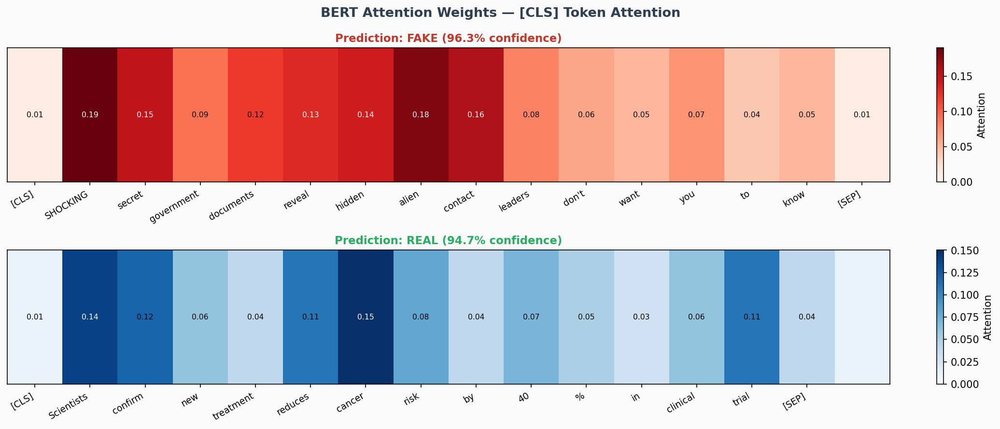 BERT Attention Weights — [CLS] Token Attention
Prediction: FAKE (96.3% confidence)
0.01 0.19 0.15 0.09 0.12 0.13 0.14 0.18 0.16 0.08 0.06 0.05 0.07 0.04 0.05 0.01
[CLS] SHOCKING secret government documents reveal hidden alien contact leaders don't want you to know [SEP]
0.15
0.10
0.05
0.00
Attention
Prediction: REAL (94.7% confidence)
0.01 0.14 0.12 0.06 0.04 0.11 0.15 0.08 0.04 0.07 0.05 0.03 0.06 0.11 0.04
[CLS] Scientists confirm new treatment reduces cancer risk by 40 % in clinical trial [SEP]
0.150
0.125
0.100
0.075
0.050
0.025
0.000
Attention